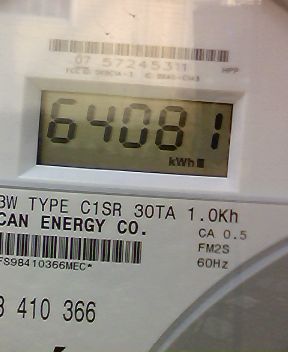 07 57245311
HPP
64081
kWh
3W TYPE C1SR 30TA 1.0Kh
CAN ENERGY CO.
CA 0.5
FM2S
60Hz
FS98410366MEC*
410 366